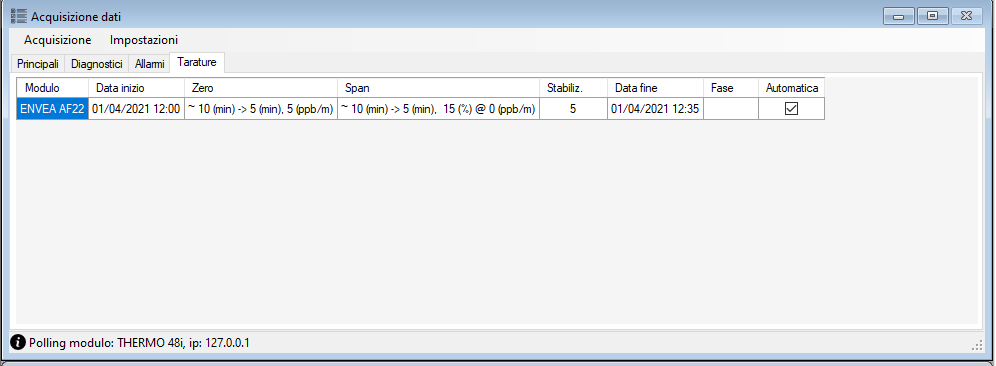 Acquisizione dati
Acquisizione Impostazioni
Principali Diagnostici Allarmi Tarature
Modulo Data inizio Zero Span Stabiliz. Data fine Fase Automatica
ENVEA AF22 01/04/2021 12:00 ~ 10 (min) -> 5 (min), 5 (ppb/m) ~ 10 (min) -> 5 (min), 15 (%) @ 0 (ppb/m) 5 01/04/2021 12:35
Polling modulo: THERMO 48i, ip: 127.0.0.1